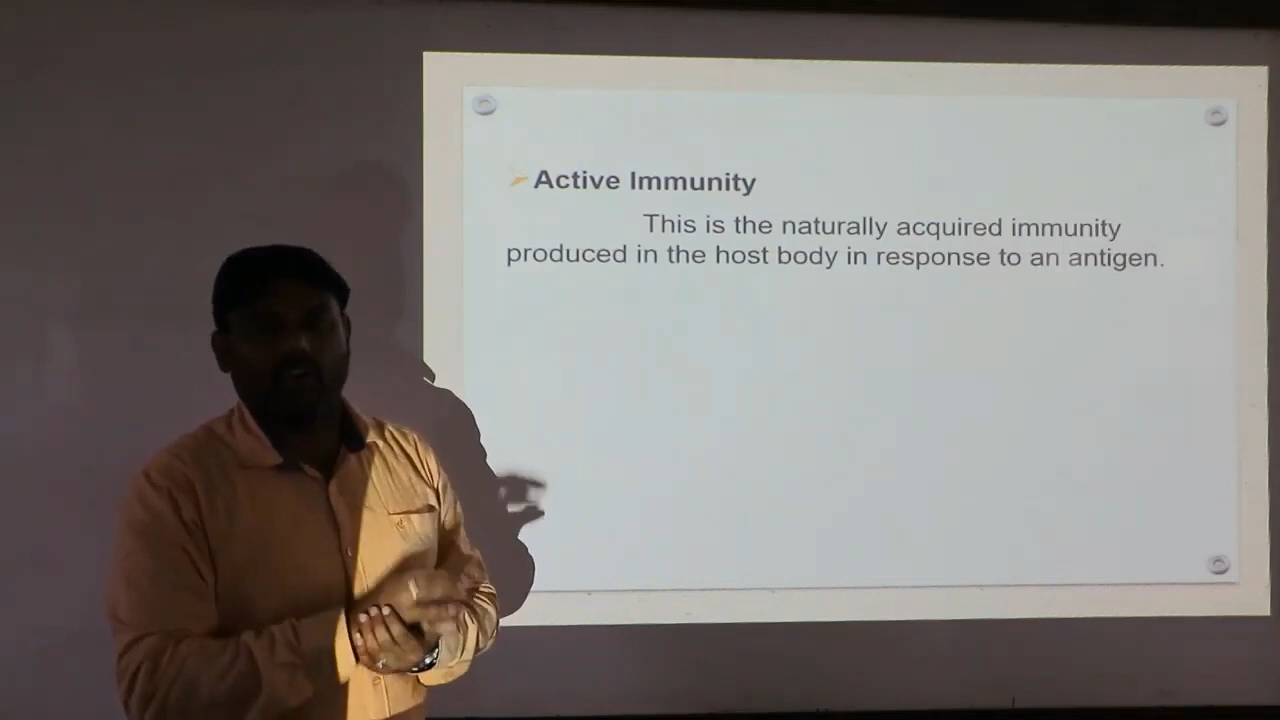 Active Immunity
This is the naturally acquired immunity
produced in the host body in response to an antigen.